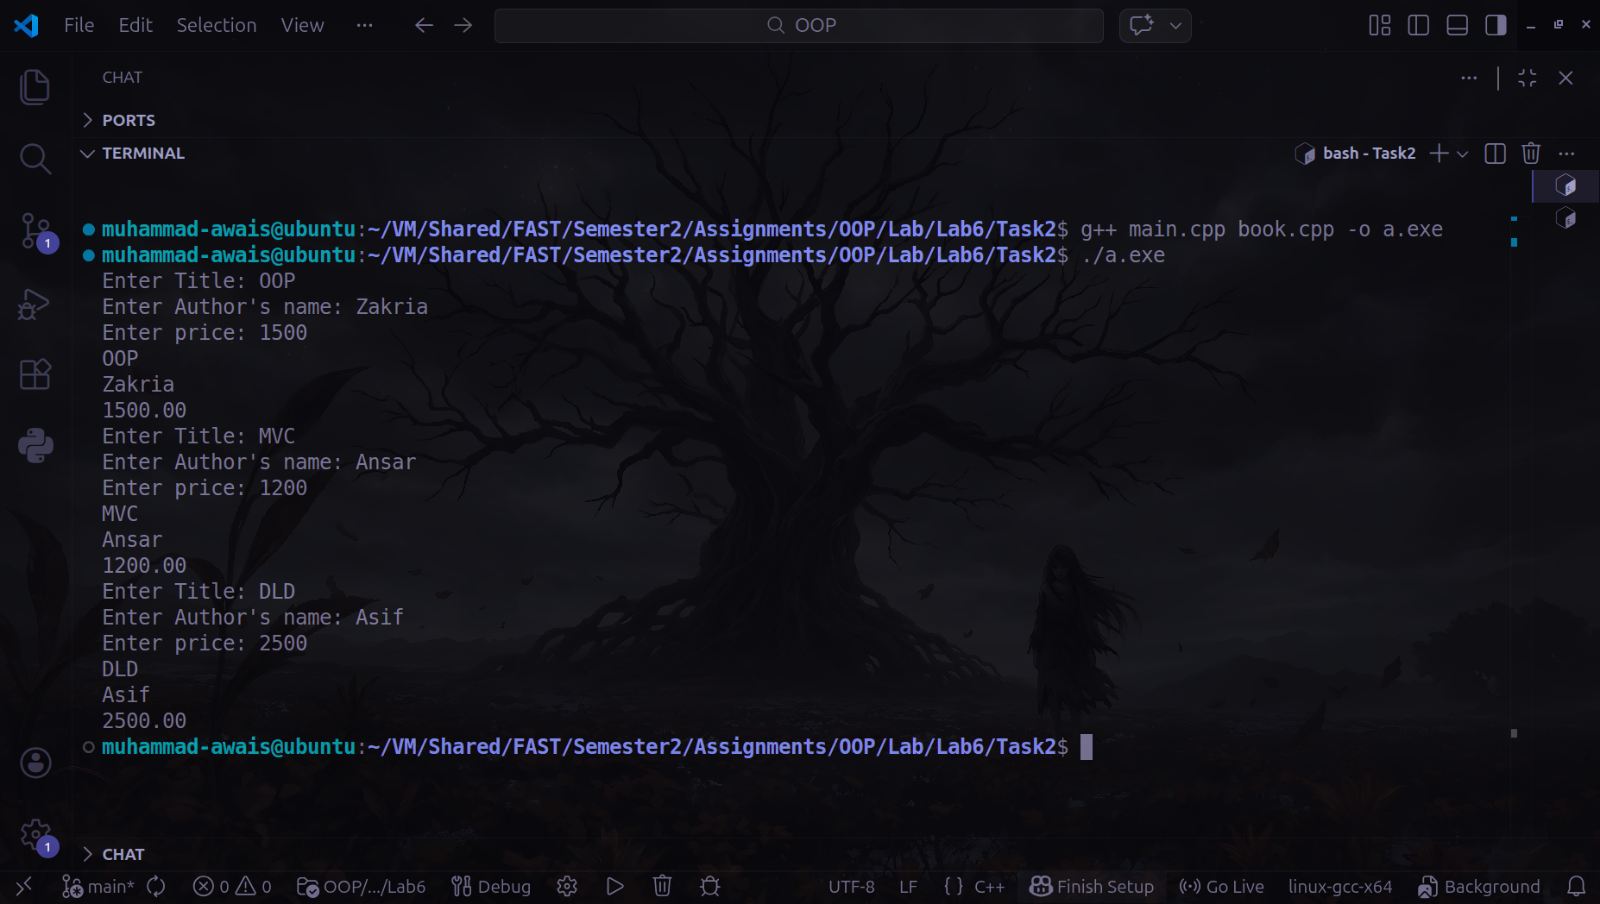 File Edit Selection View ··· OOP
CHAT
PORTS
TERMINAL
bash - Task2
muhammad-awais@ubuntu:~/VM/Shared/FAST/Semester2/Assignments/OOP/Lab/Lab6/Task2$ g++ main.cpp book.cpp -o a.exe
muhammad-awais@ubuntu:~/VM/Shared/FAST/Semester2/Assignments/OOP/Lab/Lab6/Task2$ ./a.exe
Enter Title: OOP
Enter Author's name: Zakria
Enter price: 1500
OOP
Zakria
1500.00
Enter Title: MVC
Enter Author's name: Ansar
Enter price: 1200
MVC
Ansar
1200.00
Enter Title: DLD
Enter Author's name: Asif
Enter price: 2500
DLD
Asif
2500.00
muhammad-awais@ubuntu:~/VM/Shared/FAST/Semester2/Assignments/OOP/Lab/Lab6/Task2$
1
1
CHAT
main* 0 0 OOP/.../Lab6 Debug UTF-8 LF { } C++ Finish Setup Go Live linux-gcc-x64 Background